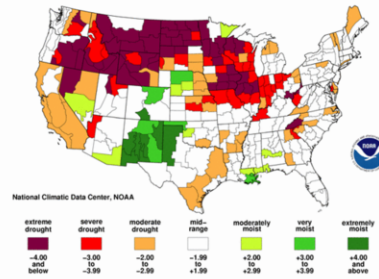 NOAA
National Climatic Data Center, NOAA
extreme drought
severe drought
moderate drought
mid-range
moderately moist
very moist
extremely moist
-4.00 and below
-3.00 to -3.99
-2.00 to -2.99
-1.99 to +1.99
+2.00 to +2.99
+3.00 to +3.99
+4.00 and above